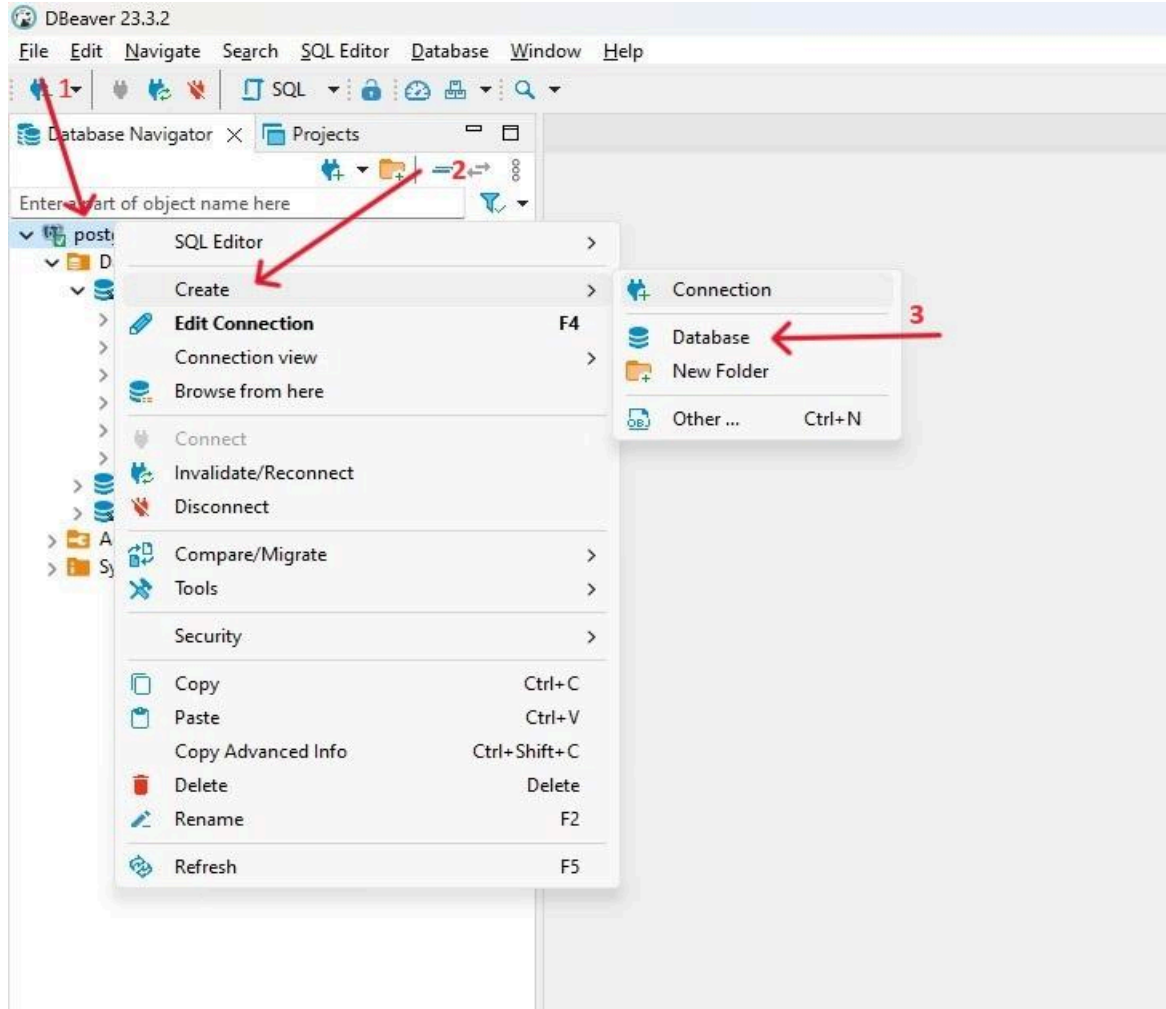 DBeaver 23.3.2
File Edit Navigate Search SQL Editor Database Window Help
1 SQL
Database Navigator Projects
2
Enter a part of object name here
postg
SQL Editor
D
Create
Connection
Edit Connection F4
3
Database
Connection view
New Folder
Browse from here
Other ... Ctrl+N
Connect
Invalidate/Reconnect
Disconnect
A
Compare/Migrate
Sy
Tools
Security
Copy Ctrl+C
Paste Ctrl+V
Copy Advanced Info Ctrl+Shift+C
Delete Delete
Rename F2
Refresh F5